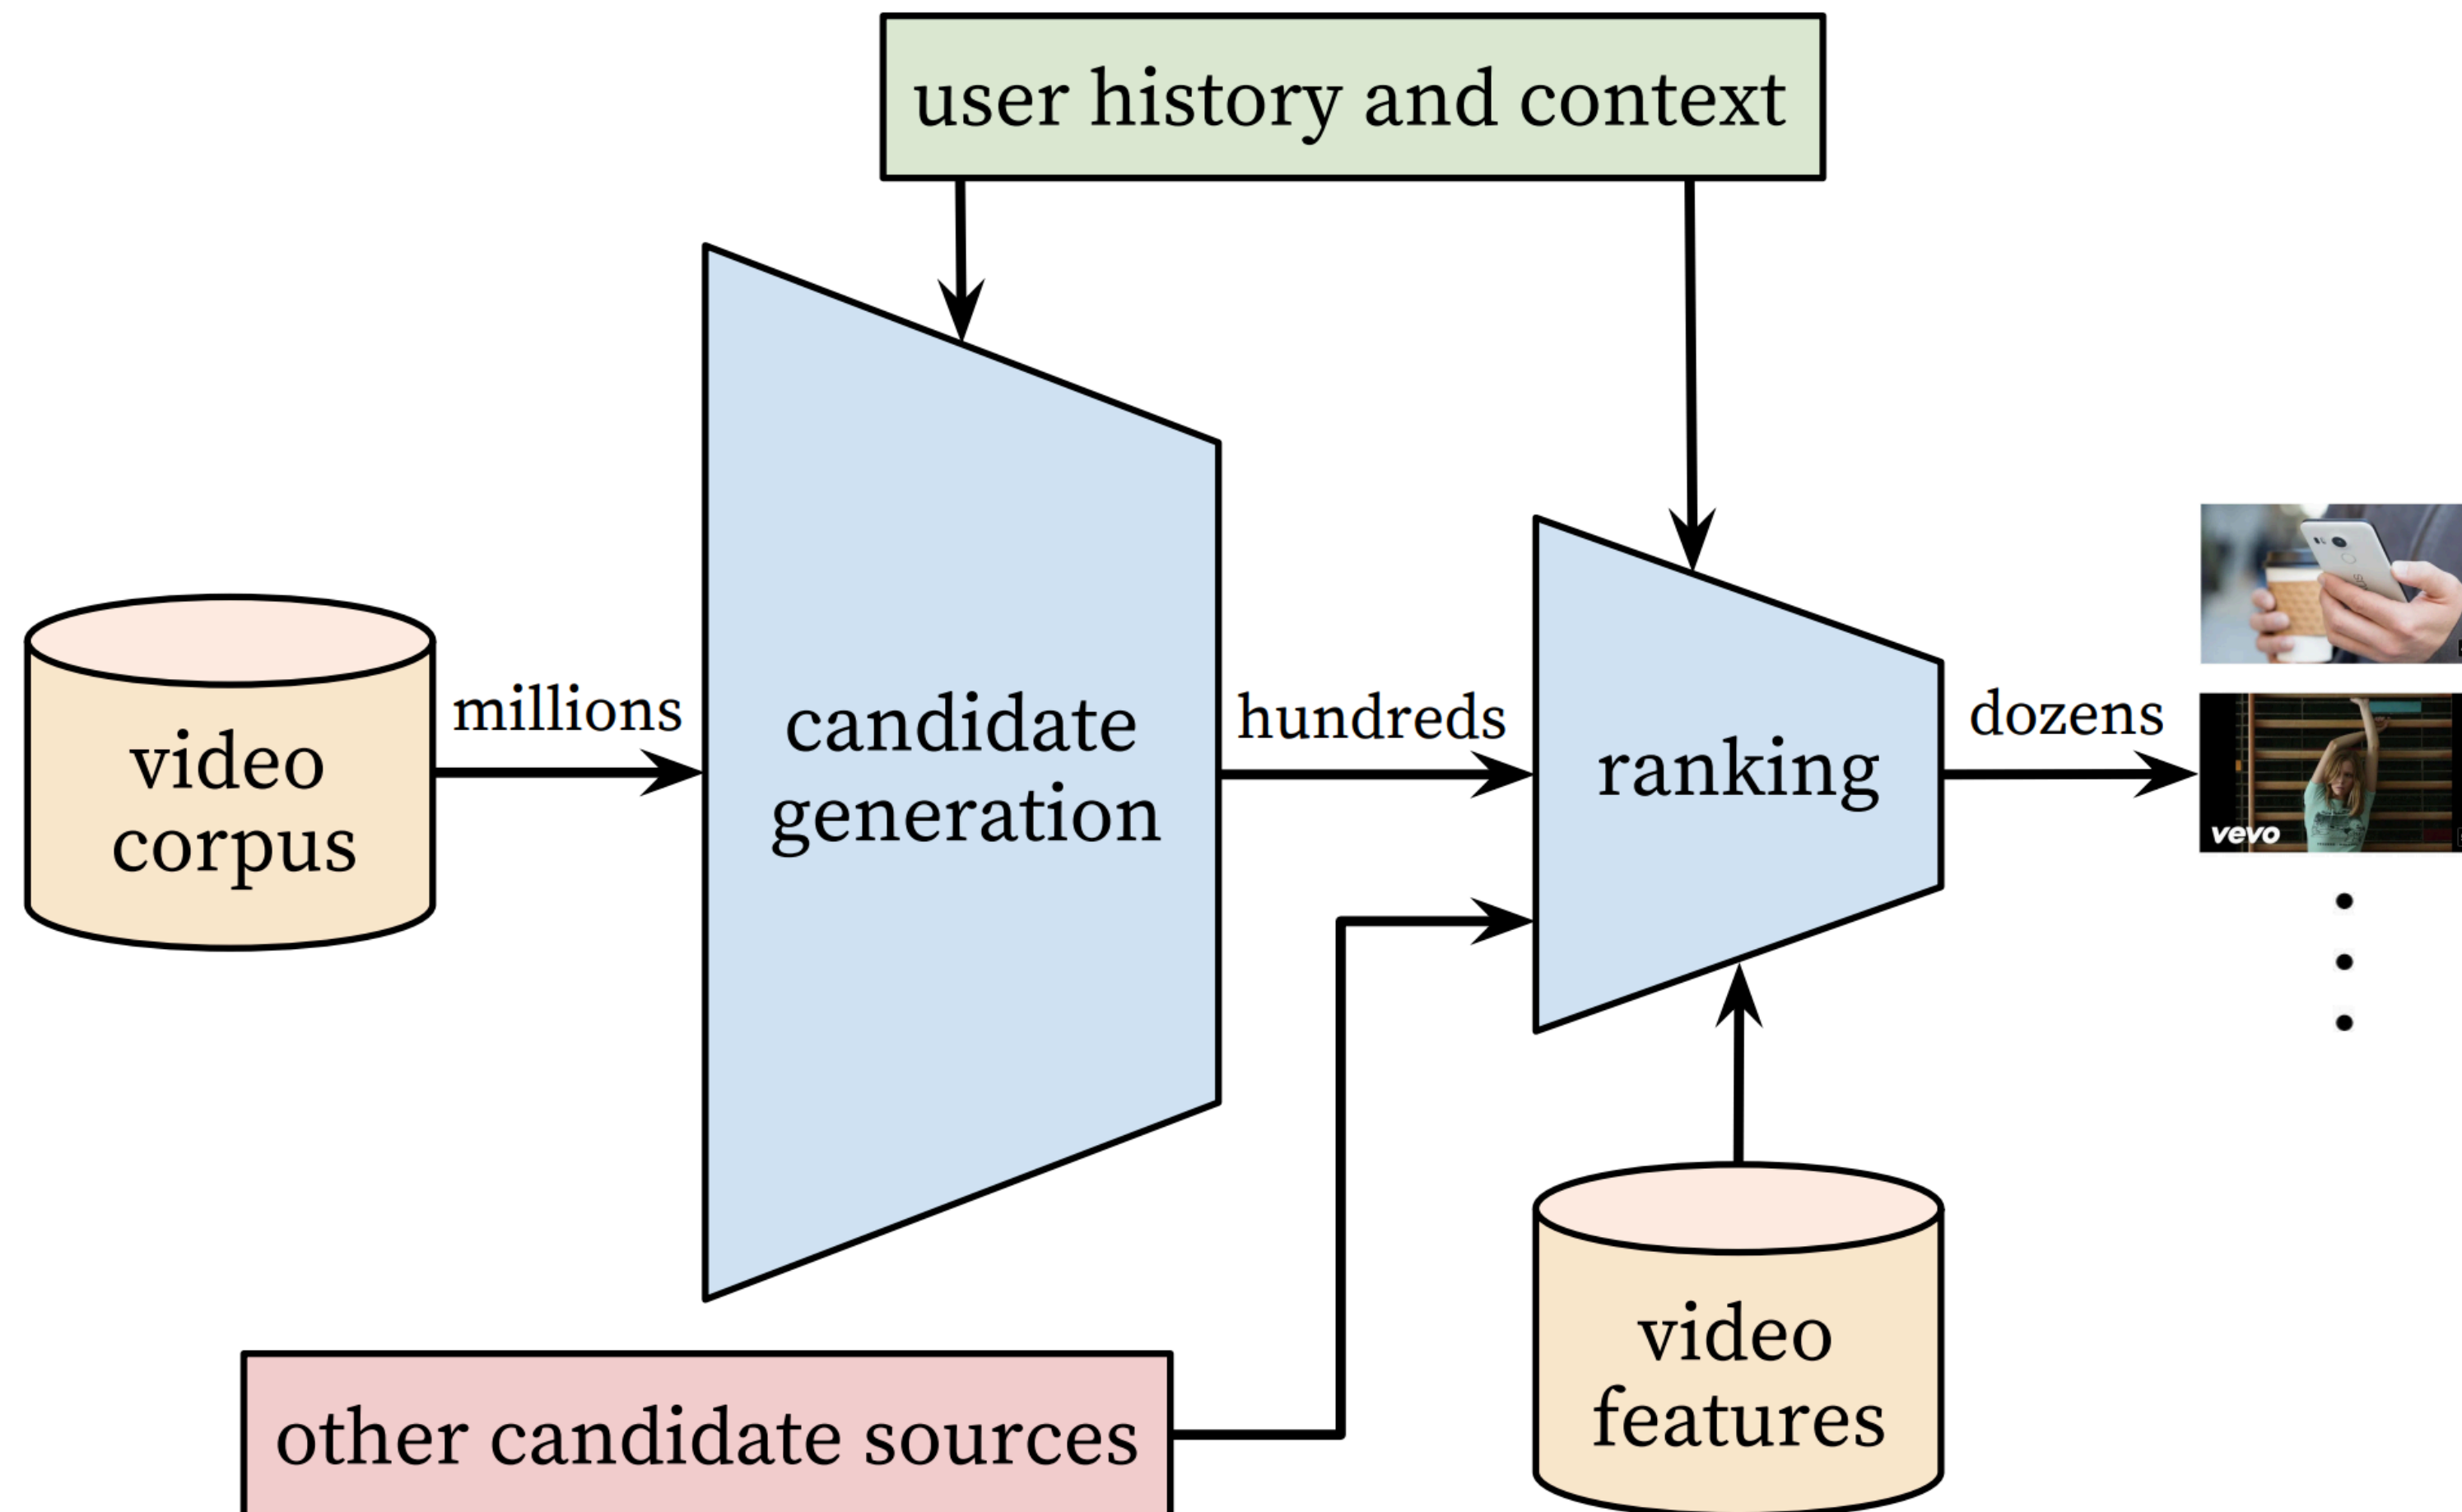 user history and context
video
corpus
millions
candidate
generation
hundreds
ranking
dozens
vevo
other candidate sources
video
features